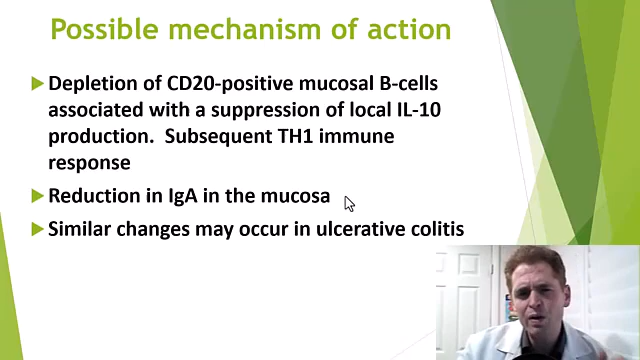 Possible mechanism of action
Depletion of CD20-positive mucosal B-cells
associated with a suppression of local IL-10
production.  Subsequent TH1 immune
response
Reduction in IgA in the mucosa
Similar changes may occur in ulcerative colitis